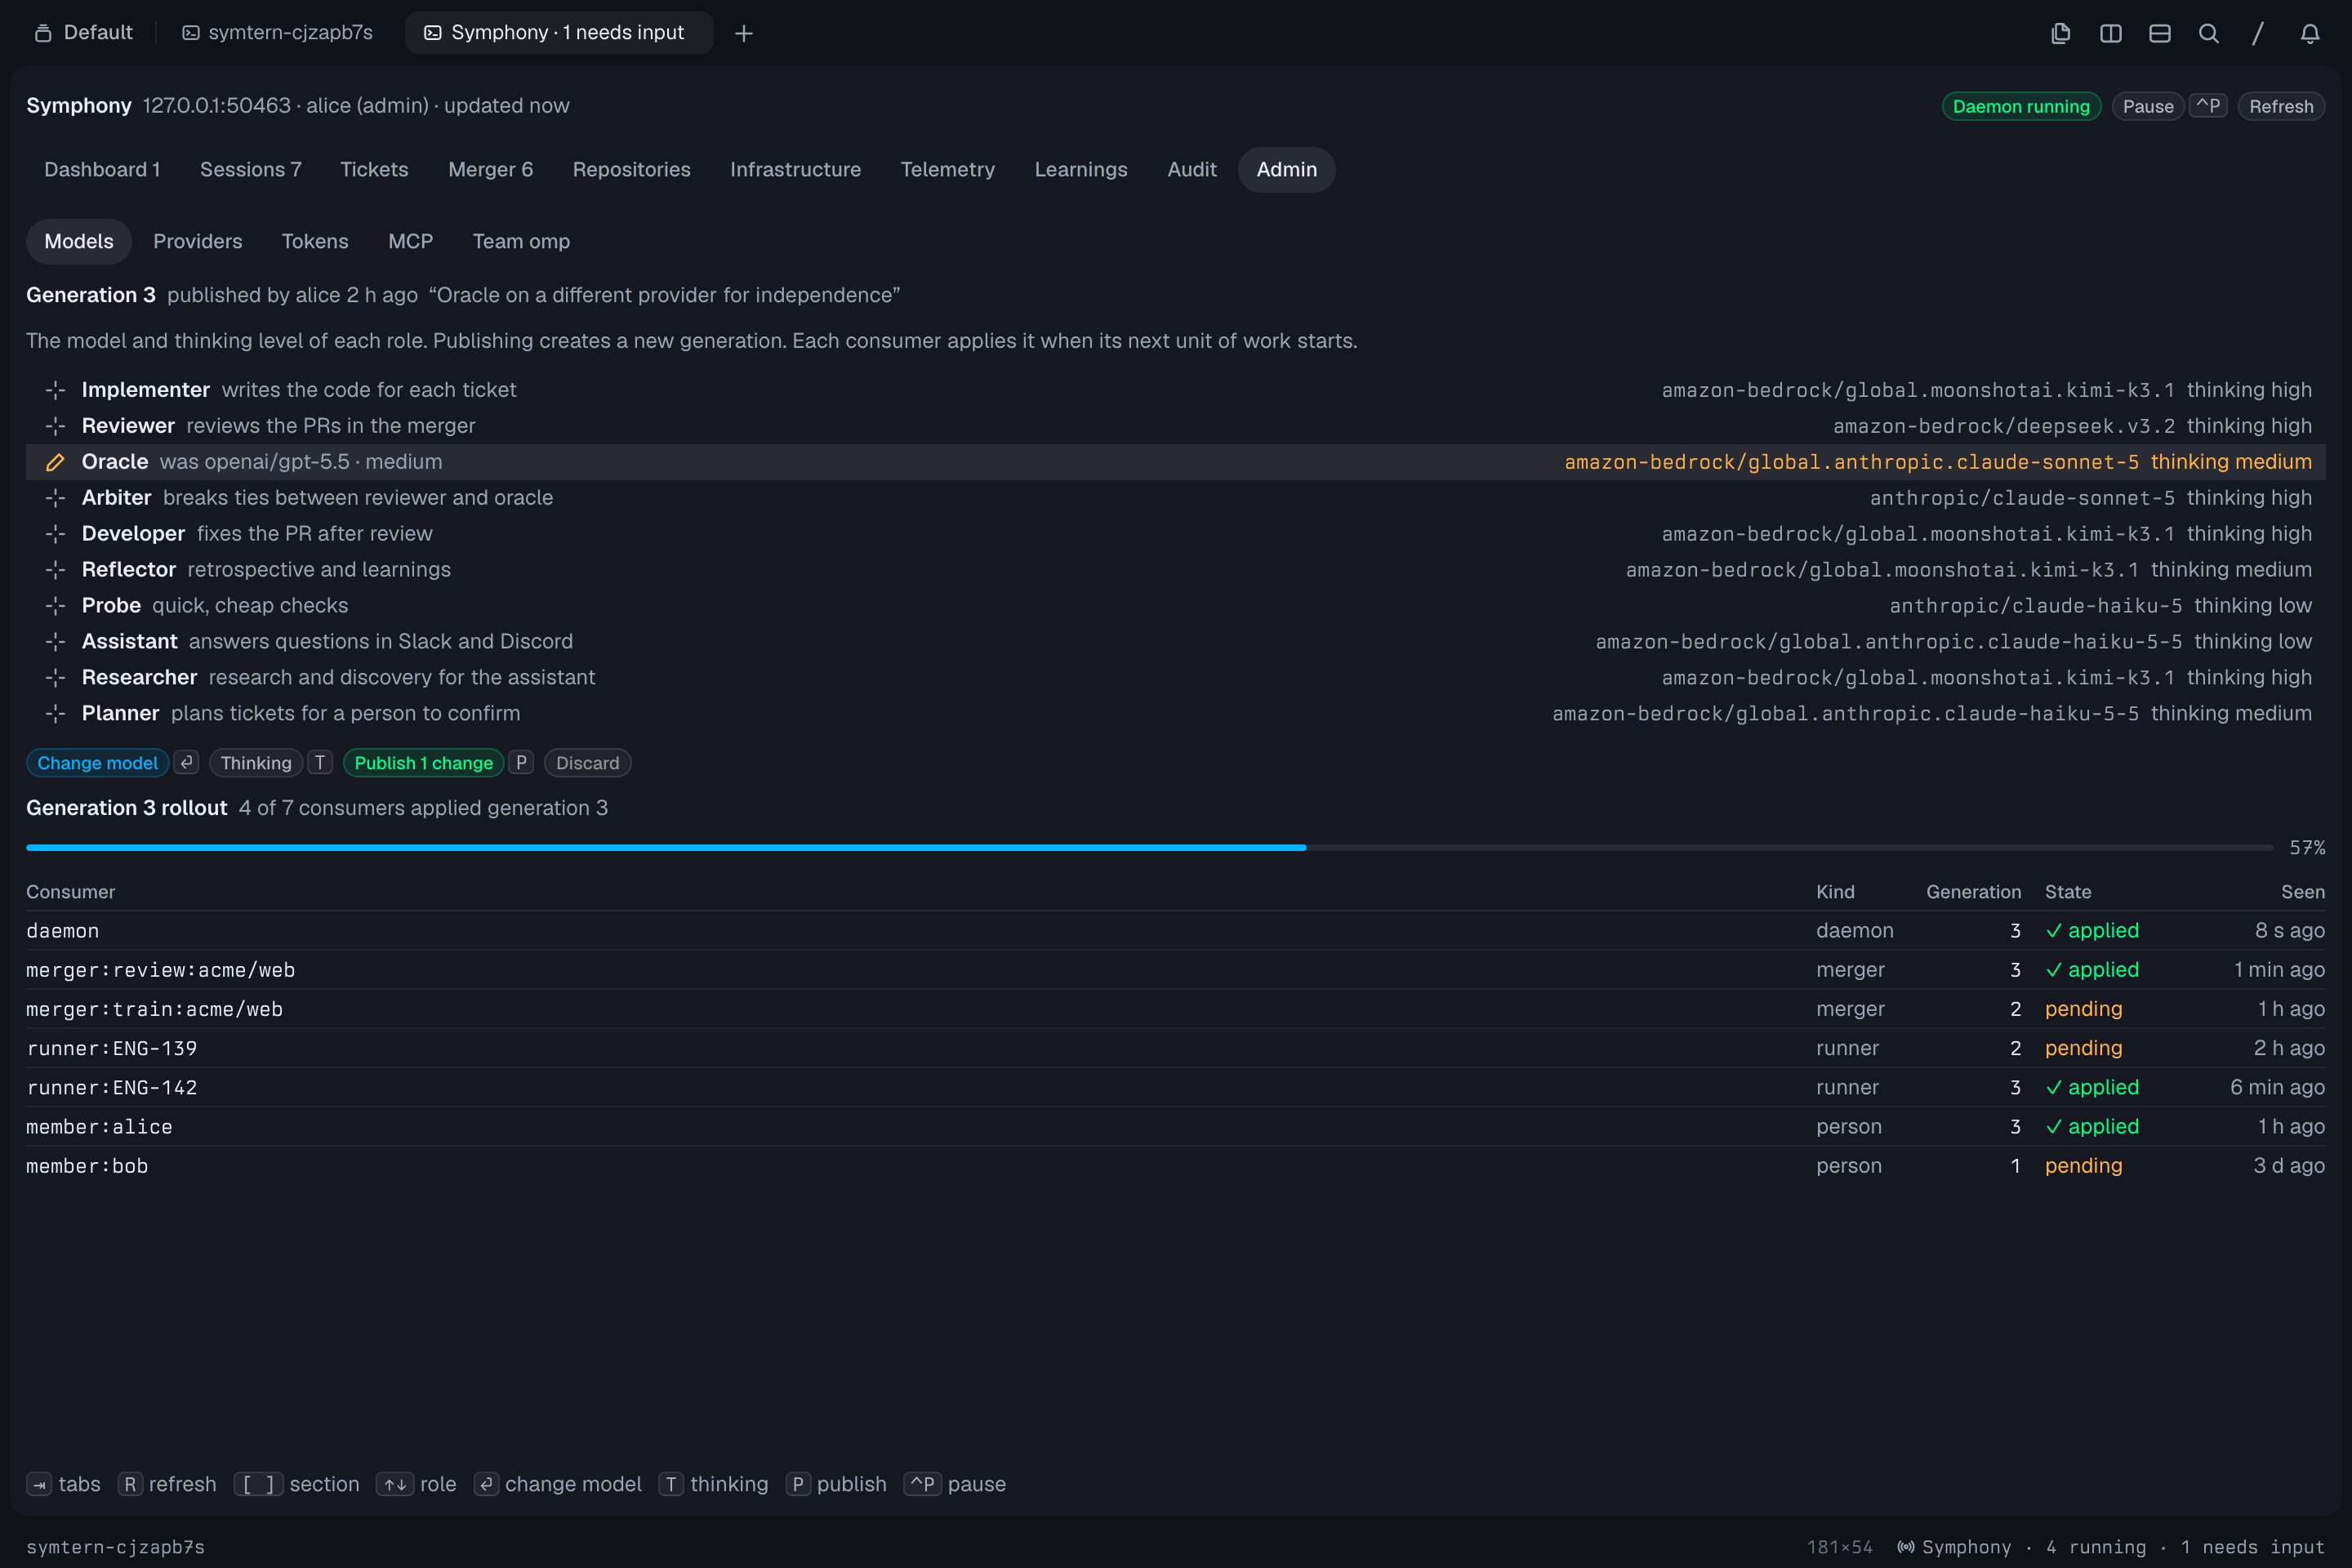 Default symtern-cjzapb7s Symphony · 1 needs input
Symphony 127.0.0.1:50463 · alice (admin) · updated now Daemon running Pause ^P Refresh
Dashboard 1 Sessions 7 Tickets Merger 6 Repositories Infrastructure Telemetry Learnings Audit Admin
Models Providers Tokens MCP Team omp
Generation 3 published by alice 2 h ago “Oracle on a different provider for independence”
The model and thinking level of each role. Publishing creates a new generation. Each consumer applies it when its next unit of work starts.
Implementer writes the code for each ticket amazon-bedrock/global.moonshotai.kimi-k3.1 thinking high
Reviewer reviews the PRs in the merger amazon-bedrock/deepseek.v3.2 thinking high
Oracle was openai/gpt-5.5 · medium amazon-bedrock/global.anthropic.claude-sonnet-5 thinking medium
Arbiter breaks ties between reviewer and oracle anthropic/claude-sonnet-5 thinking high
Developer fixes the PR after review amazon-bedrock/global.moonshotai.kimi-k3.1 thinking high
Reflector retrospective and learnings amazon-bedrock/global.moonshotai.kimi-k3.1 thinking medium
Probe quick, cheap checks anthropic/claude-haiku-5 thinking low
Assistant answers questions in Slack and Discord amazon-bedrock/global.anthropic.claude-haiku-5-5 thinking low
Researcher research and discovery for the assistant amazon-bedrock/global.moonshotai.kimi-k3.1 thinking high
Planner plans tickets for a person to confirm amazon-bedrock/global.anthropic.claude-haiku-5-5 thinking medium
Change model ⏎ Thinking T Publish 1 change P Discard
Generation 3 rollout 4 of 7 consumers applied generation 3
57%
Consumer Kind Generation State Seen
daemon daemon 3 ✓ applied 8 s ago
merger:review:acme/web merger 3 ✓ applied 1 min ago
merger:train:acme/web merger 2 pending 1 h ago
runner:ENG-139 runner 2 pending 2 h ago
runner:ENG-142 runner 3 ✓ applied 6 min ago
member:alice person 3 ✓ applied 1 h ago
member:bob person 1 pending 3 d ago
⇥ tabs R refresh [ ] section ↑↓ role ⏎ change model T thinking P publish ^P pause
symtern-cjzapb7s 181×54 Symphony · 4 running · 1 needs input